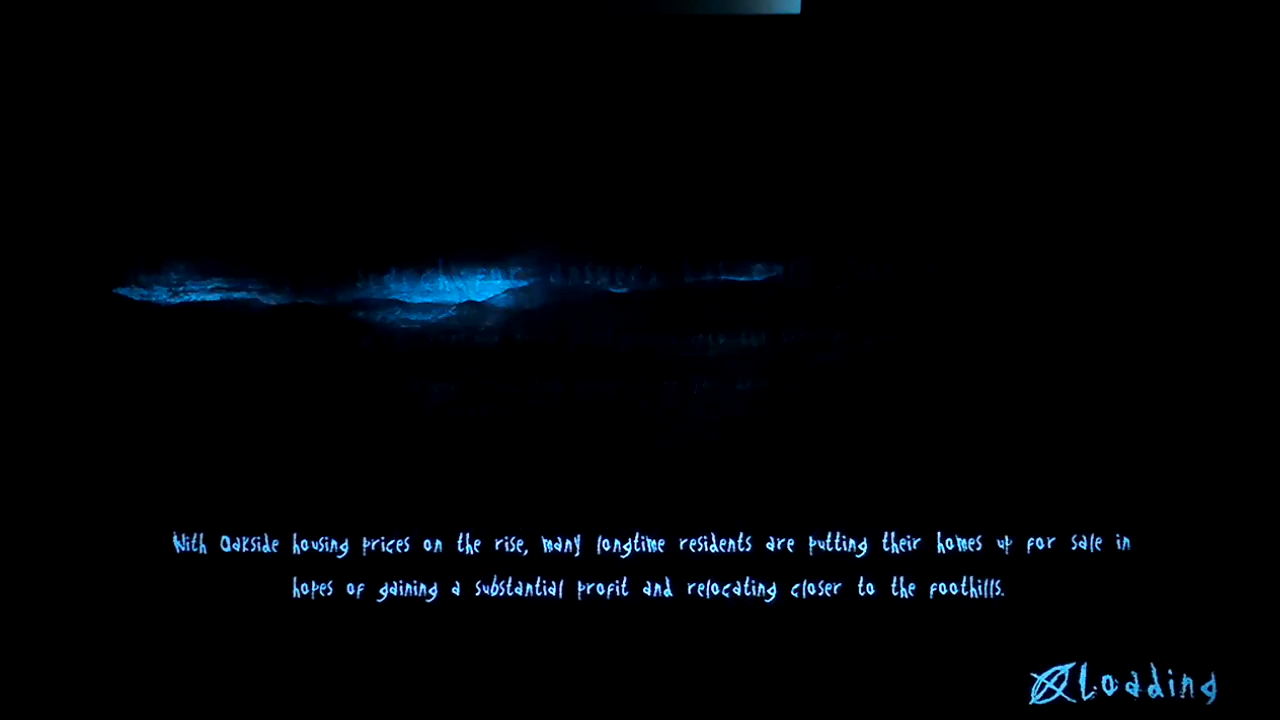 With Oakside housing prices on the rise, many longtime residents are putting their homes up for sale in
hopes of gaining a substantial profit and relocating closer to the foothills.
Loading